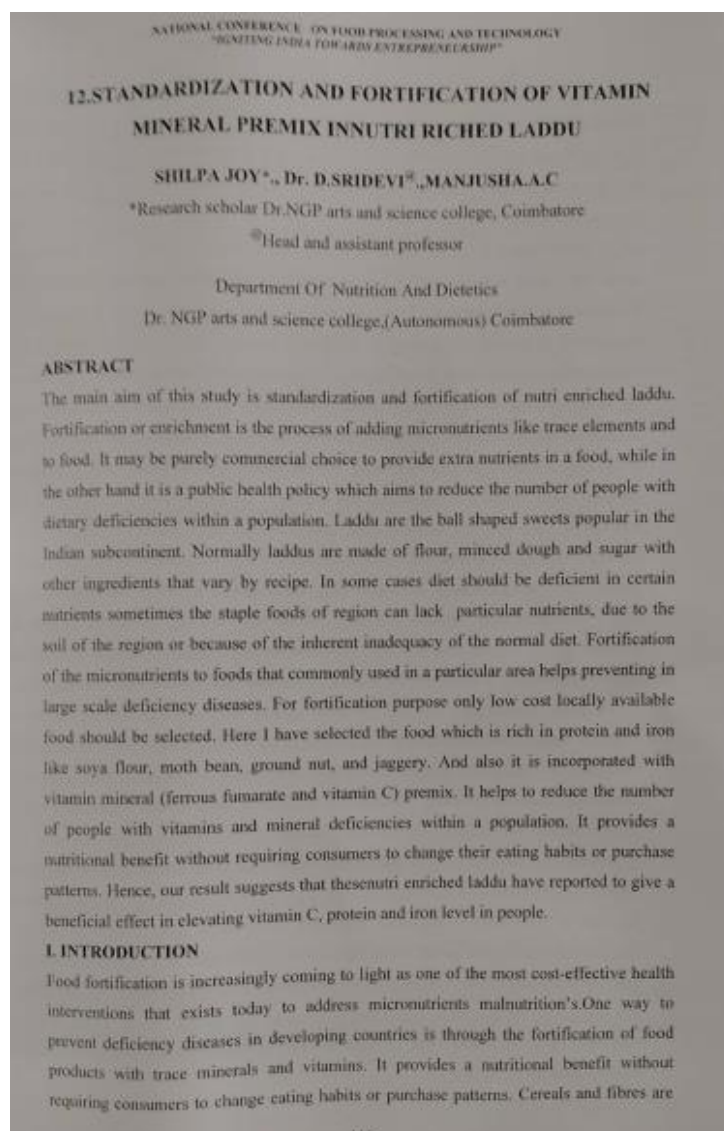 NATIONAL CONFERENCE ON FOOD PROCESSING AND TECHNOLOGY
"IGNITING INDIA TOWARDS ENTREPRENEURSHIP"
12.STANDARDIZATION AND FORTIFICATION OF VITAMIN
MINERAL PREMIX INNUTRI RICHED LADDU
SHILPA JOY*., Dr. D.SRIDEVI@.,MANJUSHA.A.C
*Research scholar Dr.NGP arts and science college, Coimbatore
@Head and assistant professor
Department Of Nutrition And Dietetics
Dr. NGP arts and science college,(Autonomous) Coimbatore
ABSTRACT
The main aim of this study is standardization and fortification of nutri enriched laddu.
Fortification or enrichment is the process of adding micronutrients like trace elements and
to food. It may be purely commercial choice to provide extra nutrients in a food, while in
the other hand it is a public health policy which aims to reduce the number of people with
dietary deficiencies within a population. Laddu are the ball shaped sweets popular in the
Indian subcontinent. Normally laddus are made of flour, minced dough and sugar with
other ingredients that vary by recipe. In some cases diet should be deficient in certain
nutrients sometimes the staple foods of region can lack particular nutrients, due to the
soil of the region or because of the inherent inadequacy of the normal diet. Fortification
of the micronutrients to foods that commonly used in a particular area helps preventing in
large scale deficiency diseases. For fortification purpose only low cost locally available
food should be selected. Here I have selected the food which is rich in protein and iron
like soya flour, moth bean, ground nut, and jaggery. And also it is incorporated with
vitamin mineral (ferrous fumarate and vitamin C) premix. It helps to reduce the number
of people with vitamins and mineral deficiencies within a population. It provides a
nutritional benefit without requiring consumers to change their eating habits or purchase
patterns. Hence, our result suggests that thesenutri enriched laddu have reported to give a
beneficial effect in elevating vitamin C, protein and iron level in people.
I. INTRODUCTION
Food fortification is increasingly coming to light as one of the most cost-effective health
interventions that exists today to address micronutrients malnutrition's.One way to
prevent deficiency diseases in developing countries is through the fortification of food
products with trace minerals and vitamins. It provides a nutritional benefit without
requiring consumers to change eating habits or purchase patterns. Cereals and fibres are